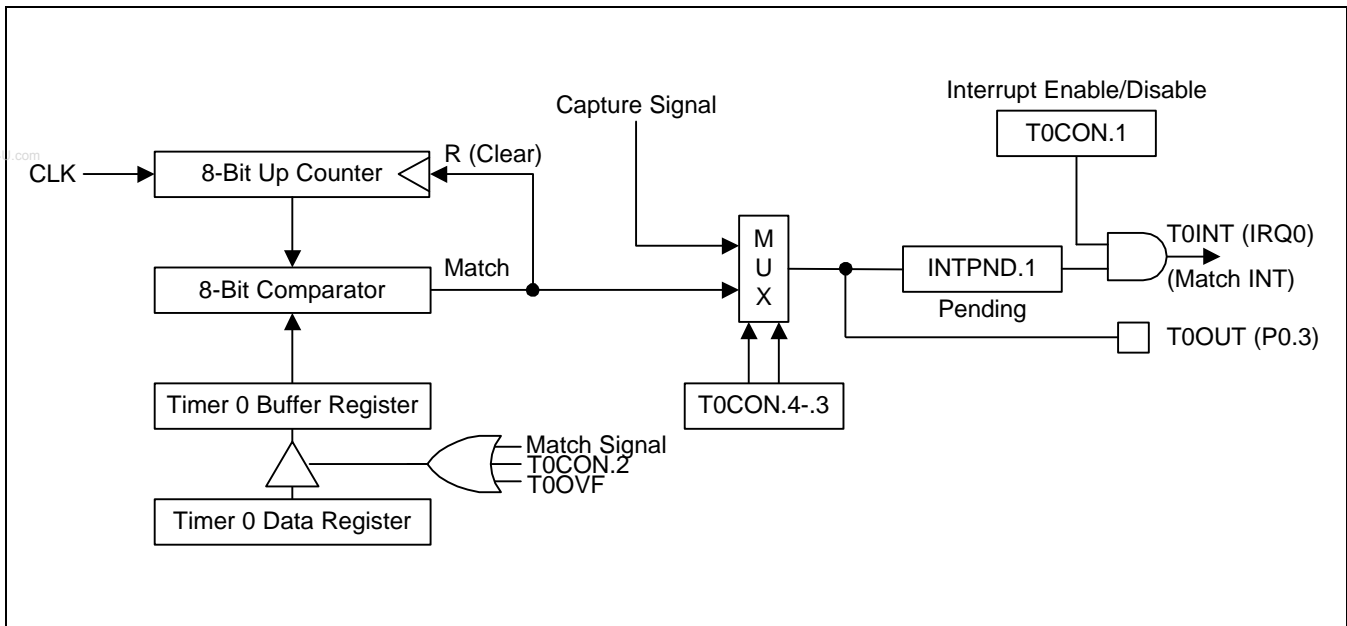 Interrupt Enable/Disable
Capture Signal
T0CON.1
U.com
R (Clear)
CLK
8-Bit Up Counter
M
U
X
T0INT (IRQ0)
Match
INTPND.1
(Match INT)
8-Bit Comparator
Pending
T0OUT (P0.3)
Timer 0 Buffer Register
T0CON.4-.3
Match Signal
T0CON.2
T0OVF
Timer 0 Data Register